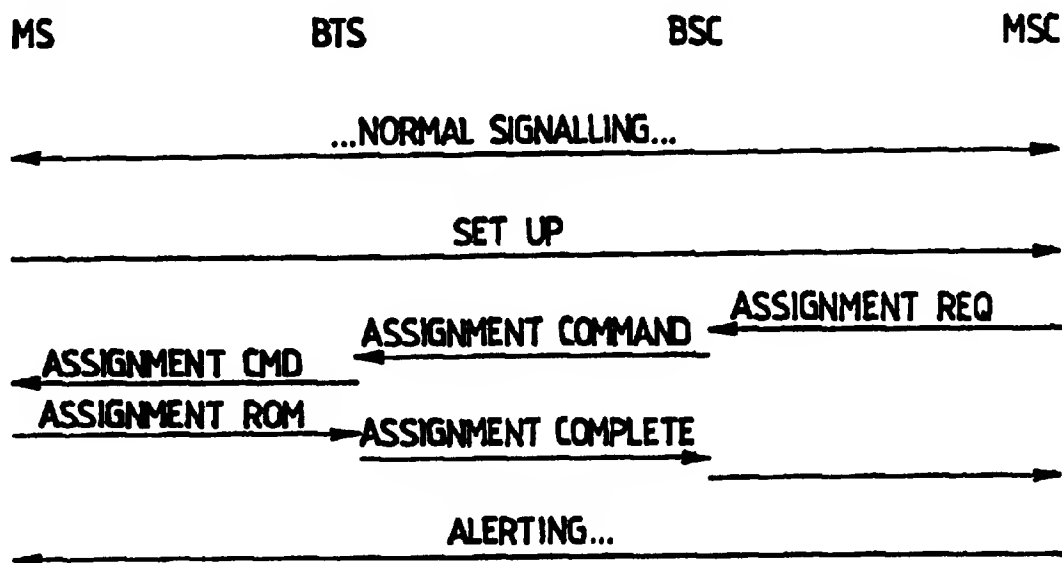 MS BTS BSC MSC
...NORMAL SIGNALLING...
SET UP
ASSIGNMENT REQ
ASSIGNMENT COMMAND
ASSIGNMENT CMD
ASSIGNMENT ROM
ASSIGNMENT COMPLETE
ALERTING...